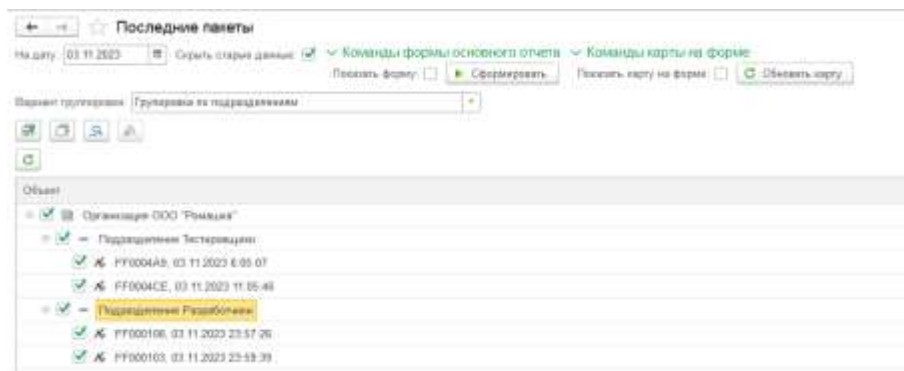 Последние пакеты
На дату: 03.11.2023 Скрыть старые данные: Команды формы основного отчета Команды карты на форме
Показать форму: Сформировать Показать карту на форме: Обновить карту
Вариант группировки: Группировка по подразделениям
Объект
Организация ООО "Ромашка"
Подразделение Тестировщики
FF0004A9, 03.11.2023 6:05:07
FF0004CE, 03.11.2023 11:05:46
Подразделение Разработчики
FF000106, 03.11.2023 23:57:26
FF000103, 03.11.2023 23:59:39